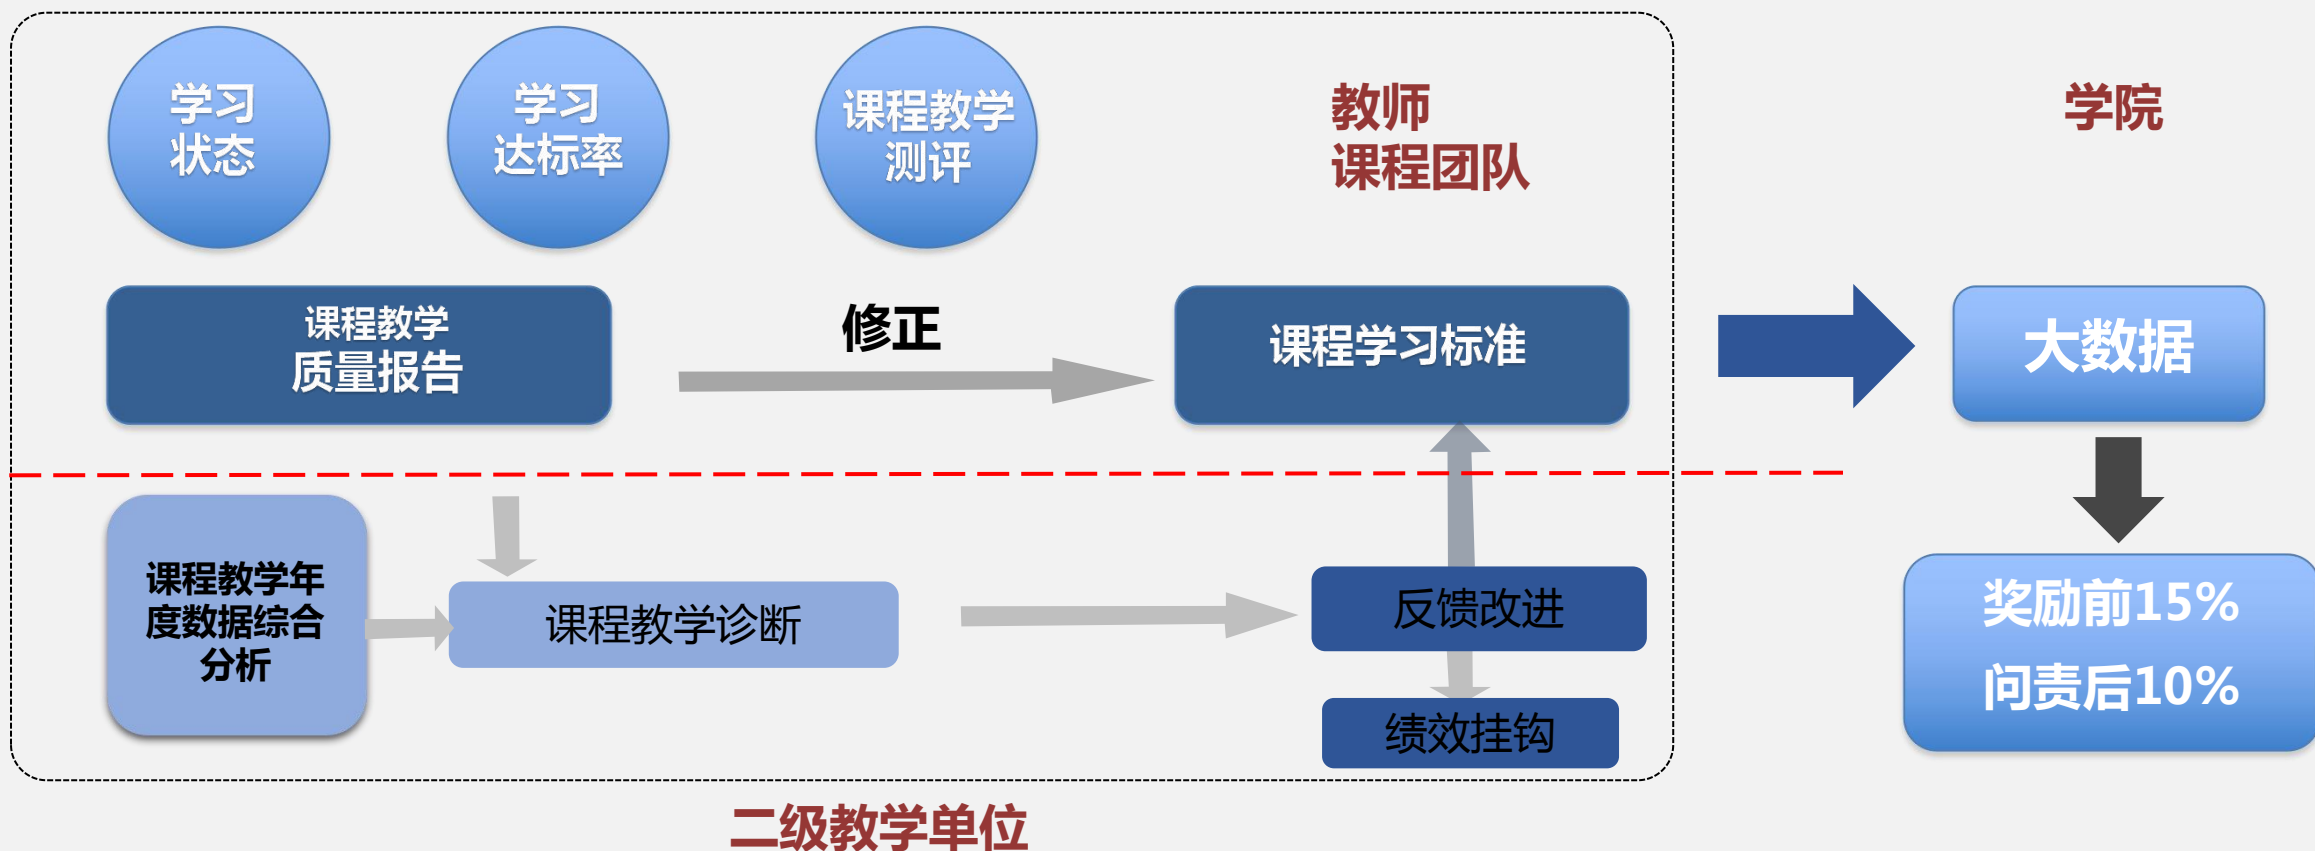 学习
状态
学习
达标率
课程教学
测评
教师
课程团队
学院
课程教学
质量报告
修正
课程学习标准
大数据
课程教学年
度数据综合
分析
课程教学诊断
反馈改进
绩效挂钩
奖励前15%
问责后10%
二级教学单位